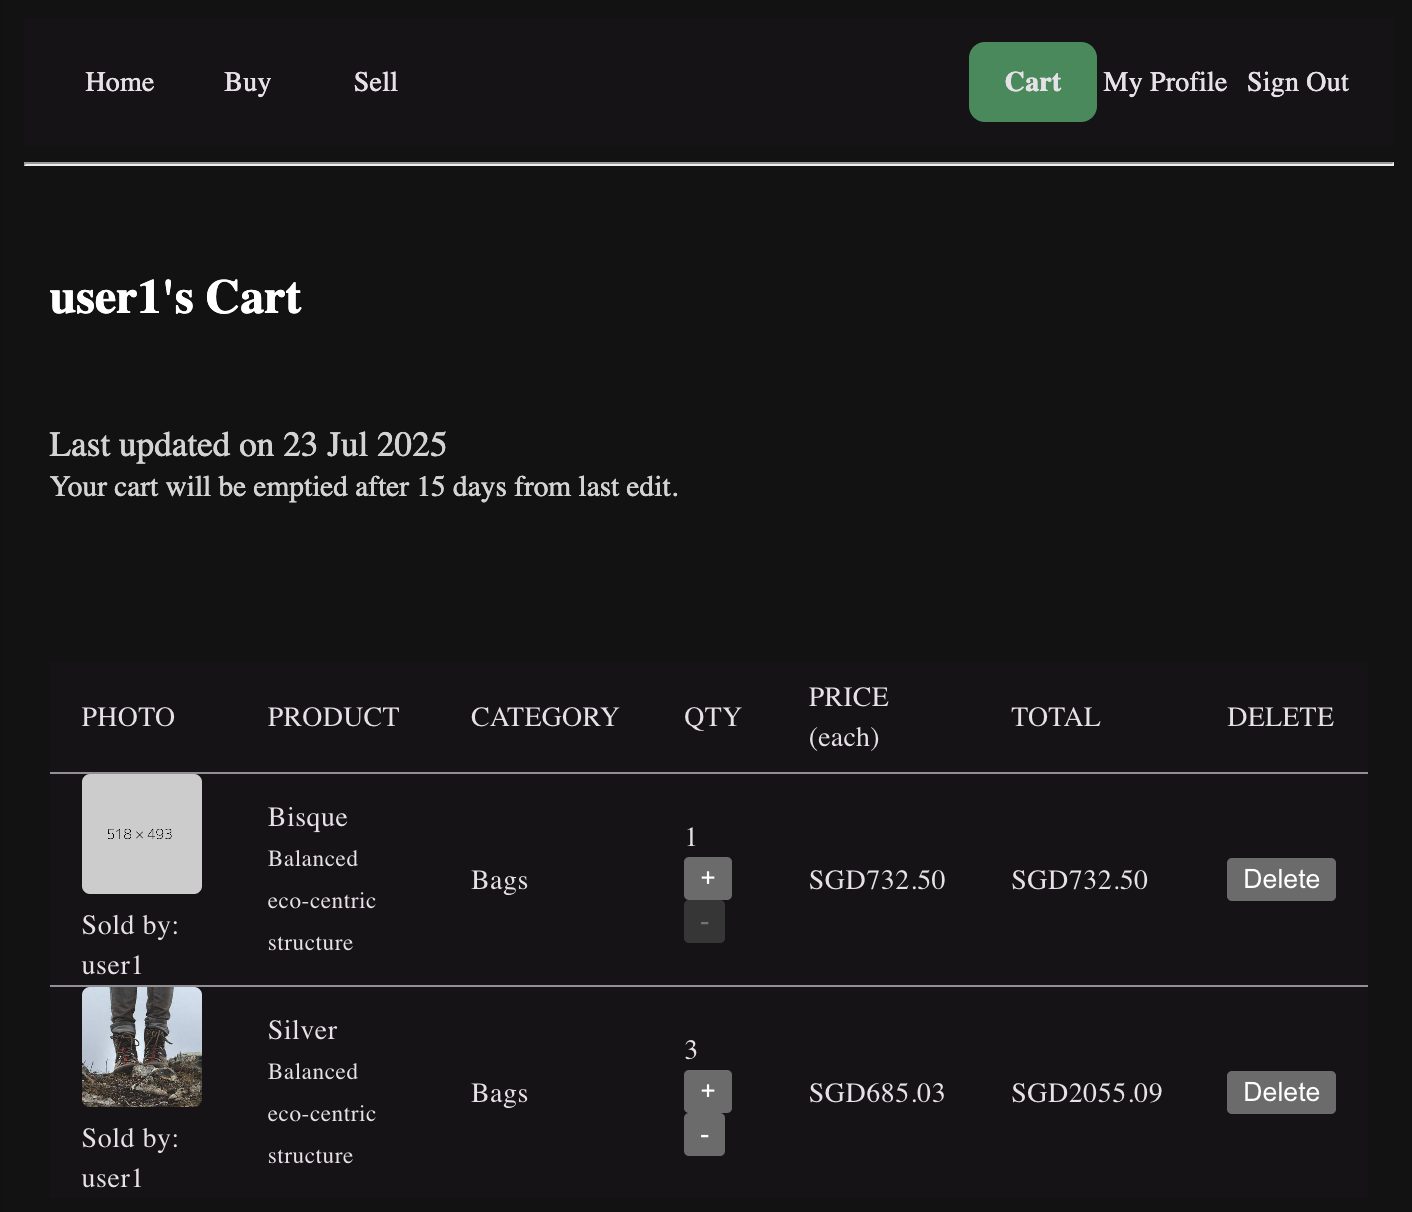 Home Buy Sell Cart My Profile Sign Out
user1's Cart
Last updated on 23 Jul 2025
Your cart will be emptied after 15 days from last edit.
PHOTO PRODUCT CATEGORY QTY PRICE (each) TOTAL DELETE
518 × 493
Sold by:
user1
Bisque
Balanced
eco-centric
structure
Bags
1
+
-
SGD732.50
SGD732.50
Delete
Sold by:
user1
Silver
Balanced
eco-centric
structure
Bags
3
+
-
SGD685.03
SGD2055.09
Delete